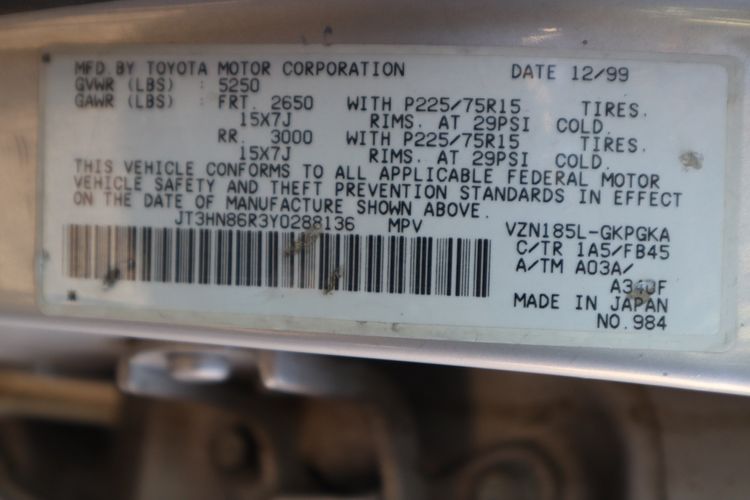 MFD. BY TOYOTA MOTOR CORPORATION DATE 12/99
GVWR (LBS) : 5250
GAWR (LBS) : FRT. 2650 WITH P225/75R15 TIRES.
15X7J RIMS. AT 29PSI COLD.
RR. 3000 WITH P225/75R15 TIRES.
15X7J RIMS. AT 29PSI COLD.
THIS VEHICLE CONFORMS TO ALL APPLICABLE FEDERAL MOTOR
VEHICLE SAFETY AND THEFT PREVENTION STANDARDS IN EFFECT
ON THE DATE OF MANUFACTURE SHOWN ABOVE.
JT3HN86R3Y0288136 MPV VZN185L-GKPGKA
C/TR 1A5/FB45
A/TM A03A/
A340F
MADE IN JAPAN
NO.984